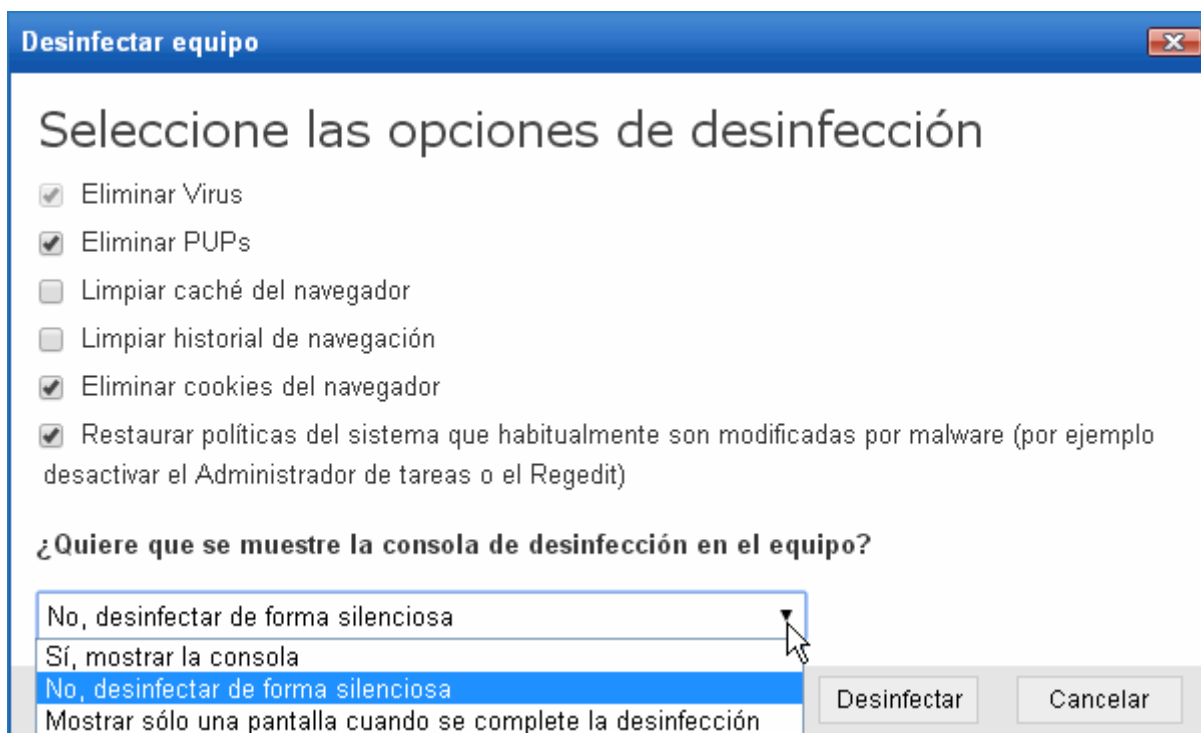 Desinfectar equipo
Seleccione las opciones de desinfección
Eliminar Virus
Eliminar PUPs
Limpiar caché del navegador
Limpiar historial de navegación
Eliminar cookies del navegador
Restaurar políticas del sistema que habitualmente son modificadas por malware (por ejemplo
desactivar el Administrador de tareas o el Regedit)
¿Quiere que se muestre la consola de desinfección en el equipo?
No, desinfectar de forma silenciosa
Sí, mostrar la consola
No, desinfectar de forma silenciosa
Mostrar sólo una pantalla cuando se complete la desinfección
Desinfectar
Cancelar